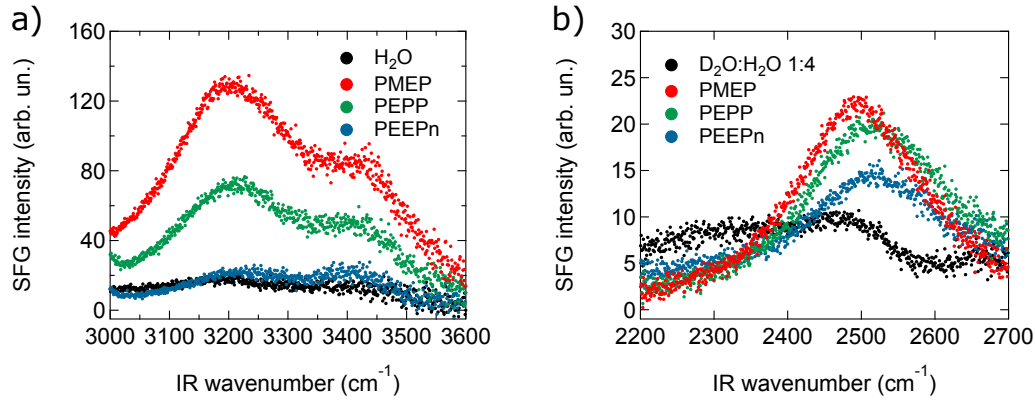 a)
SFG intensity (arb. un.)
160
120
80
40
0
H₂O
PMEP
PEPP
PEEPn
3000 3100 3200 3300 3400 3500 3600
IR wavenumber (cm⁻¹)
b)
SFG intensity (arb. un.)
30
25
20
15
10
5
0
D₂O:H₂O 1:4
PMEP
PEPP
PEEPn
2200 2300 2400 2500 2600 2700
IR wavenumber (cm⁻¹)